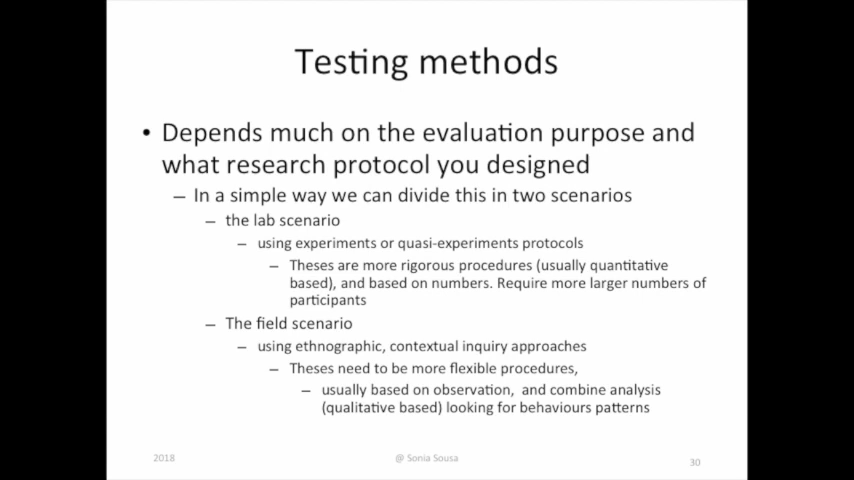 Testing methods
• Depends much on the evaluation purpose and
what research protocol you designed
– In a simple way we can divide this in two scenarios
– the lab scenario
– using experiments or quasi-experiments protocols
– Theses are more rigorous procedures (usually quantitative
based), and based on numbers. Require more larger numbers of
participants
– The field scenario
– using ethnographic, contextual inquiry approaches
– Theses need to be more flexible procedures,
– usually based on observation, and combine analysis
(qualitative based) looking for behaviours patterns
2018 @ Sonia Sousa 30